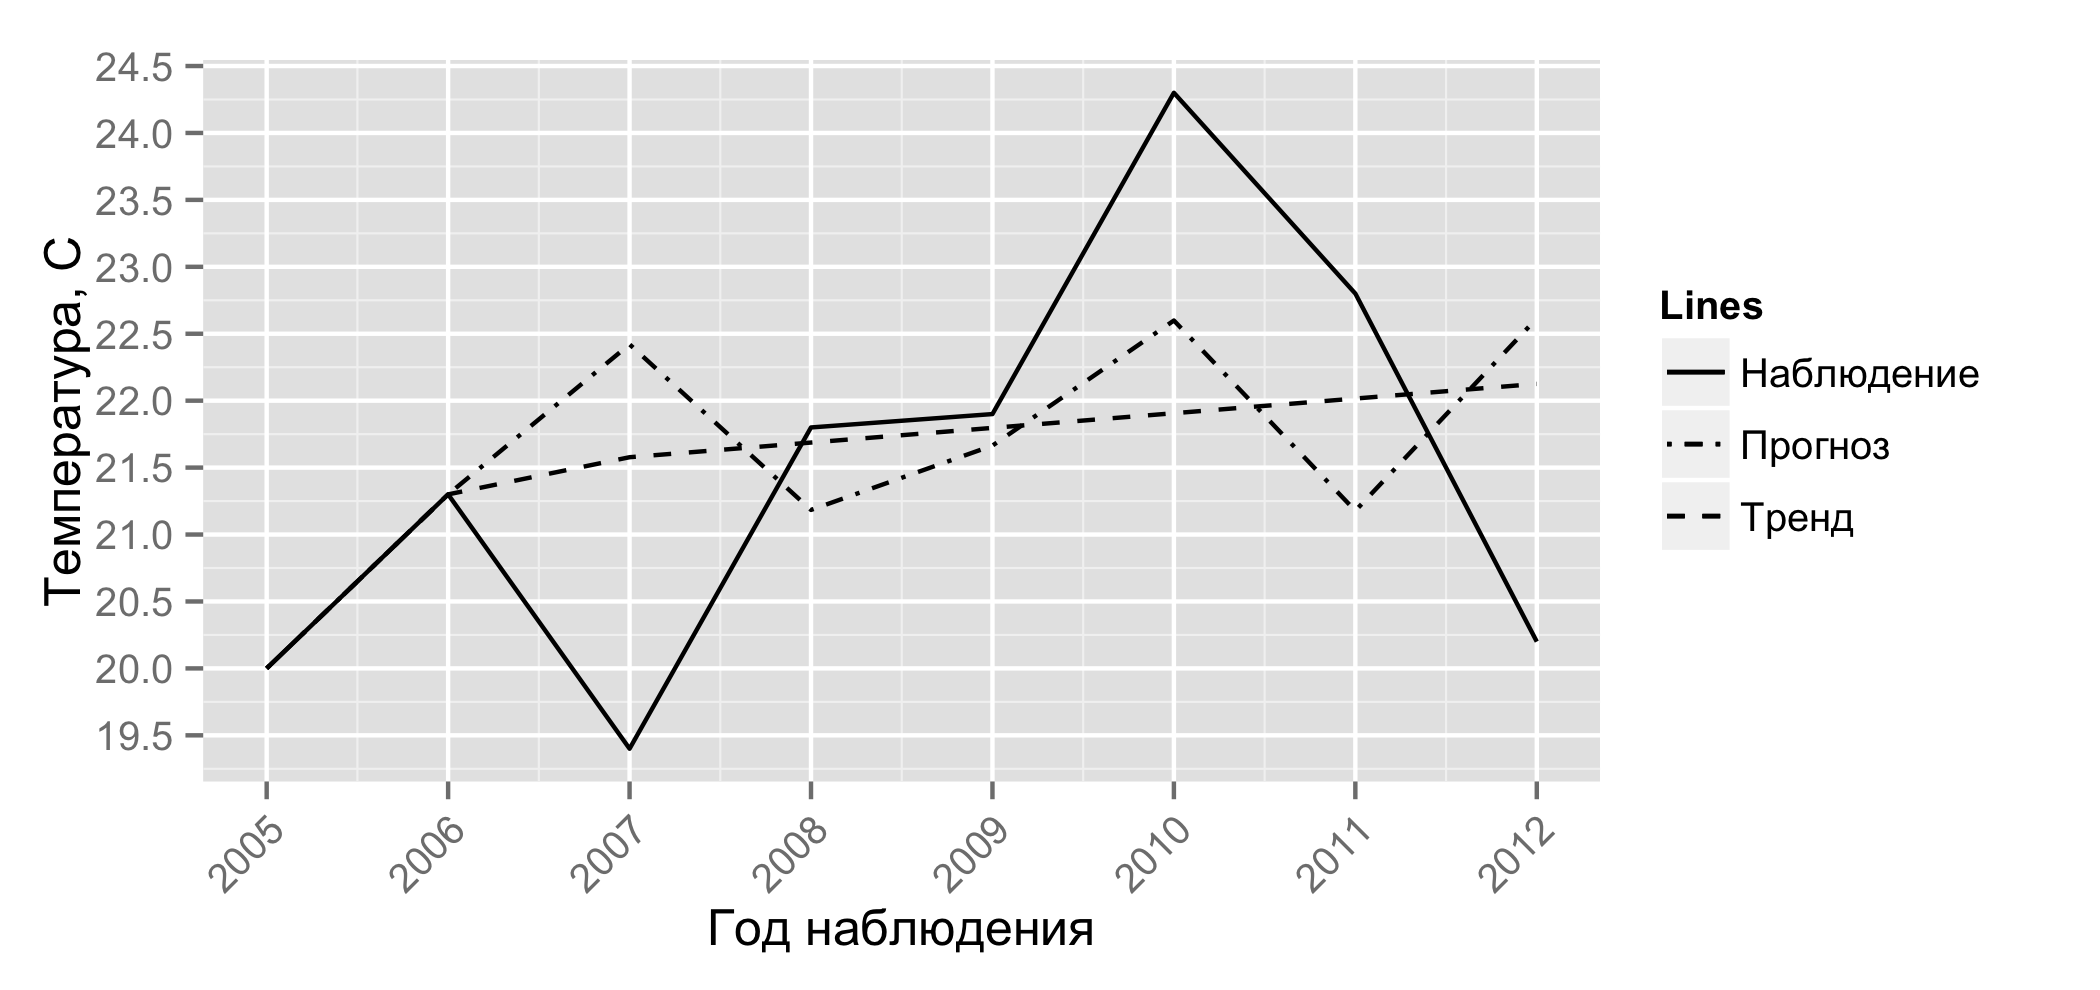 Температура, C
24.5
24.0
23.5
23.0
22.5
22.0
21.5
21.0
20.5
20.0
19.5
2005 2006 2007 2008 2009 2010 2011 2012
Год наблюдения
Lines
Наблюдение
Прогноз
Тренд